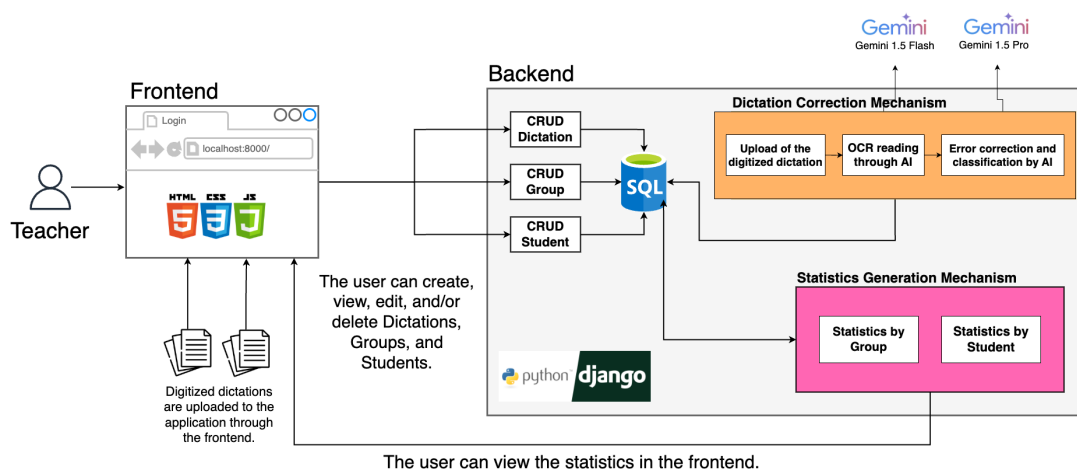 Gemini
Gemini 1.5 Flash
Gemini
Gemini 1.5 Pro
Frontend
Login
localhost:8000/
HTML
5
CSS
3
JS
Teacher
Digitized dictations
are uploaded to the
application through
the frontend.
The user can create,
view, edit, and/or
delete Dictations,
Groups, and
Students.
Backend
CRUD
Dictation
CRUD
Group
CRUD
Student
SQL
Dictation Correction Mechanism
Upload of the
digitized dictation
OCR reading
through AI
Error correction and
classification by AI
Statistics Generation Mechanism
Statistics by
Group
Statistics by
Student
python
django
The user can view the statistics in the frontend.